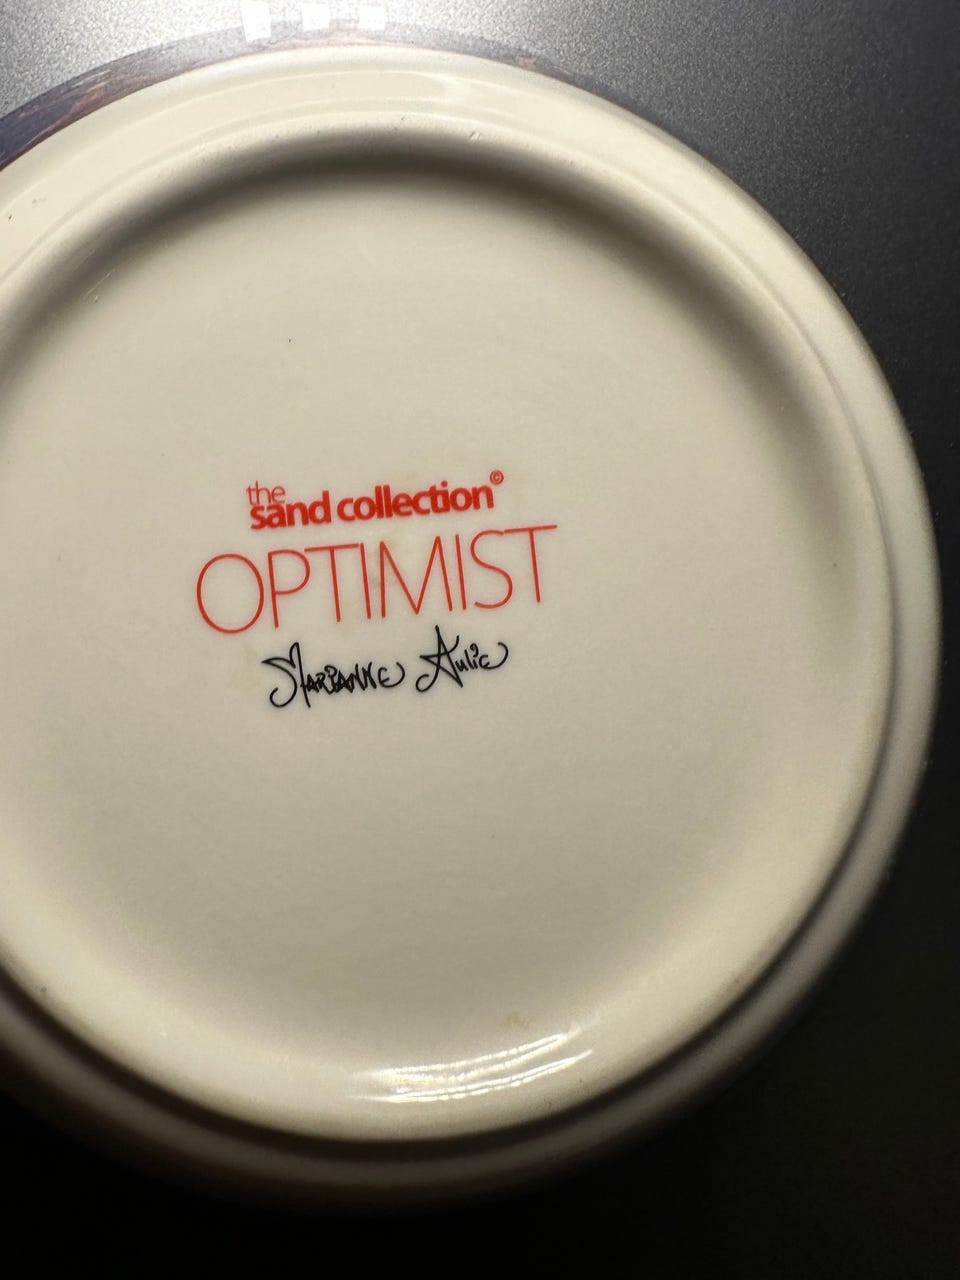 the
sand collection©
OPTIMIST
Marianne Aulie